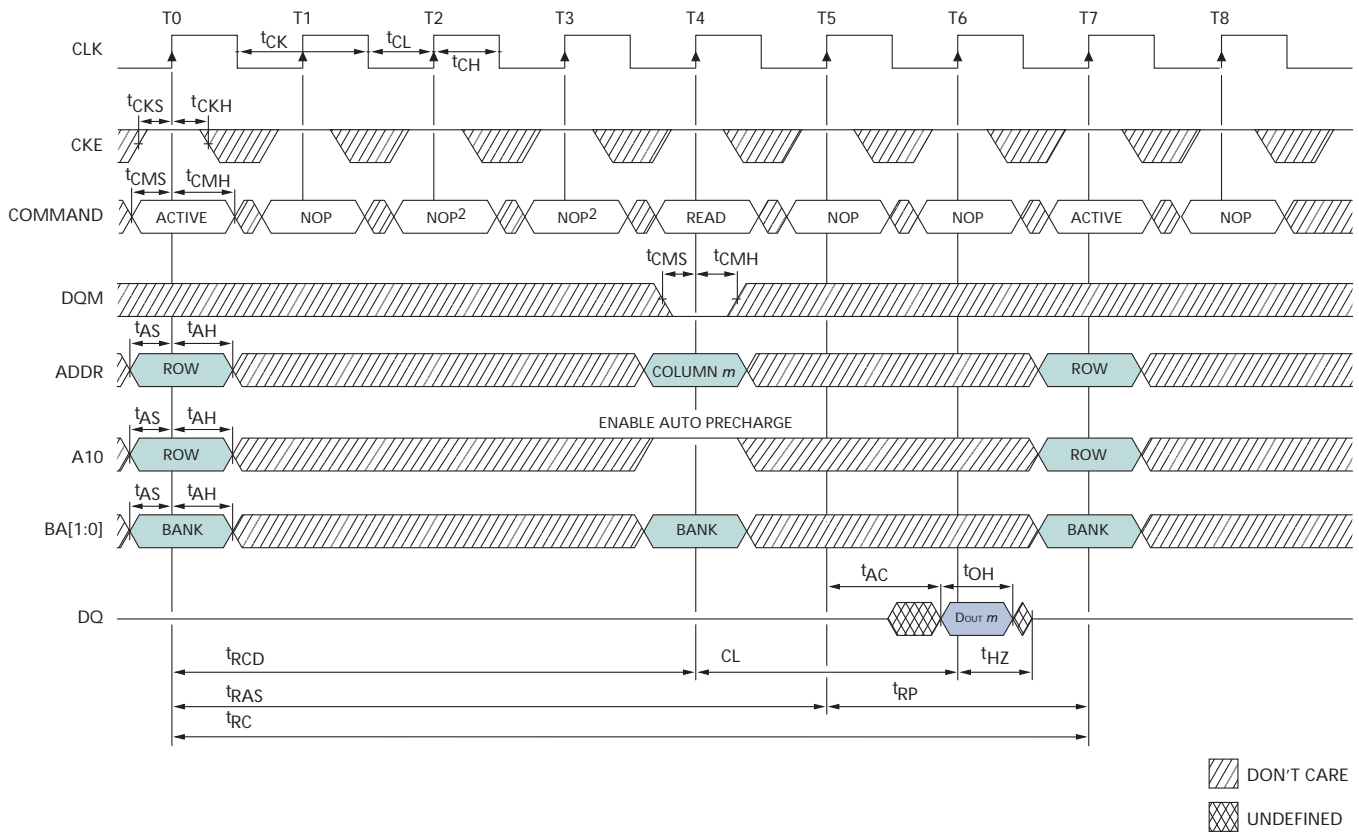 T0 T1 T2 T3 T4 T5 T6 T7 T8
CLK tCK tCL tCH
tCKS tCKH
CKE
tCMS tCMH
COMMAND ACTIVE NOP NOP2 NOP2 READ NOP NOP ACTIVE NOP
tCMS tCMH
DQM
tAS tAH
ADDR ROW COLUMN m ROW
tAS tAH ENABLE AUTO PRECHARGE
A10 ROW ROW
tAS tAH
BA[1:0] BANK BANK BANK
tAC tOH
DQ DOUT m
tRCD CL tHZ
tRAS tRP
tRC
DON'T CARE
UNDEFINED